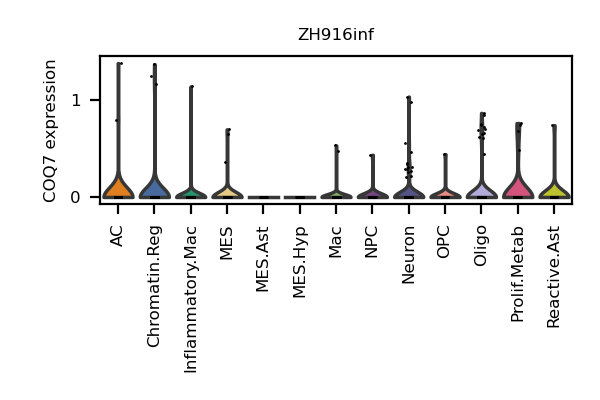 ZH916inf
COQ7 expression
1
0
AC
Chromatin.Reg
Inflammatory.Mac
MES
MES.Ast
MES.Hyp
Mac
NPC
Neuron
OPC
Oligo
Prolif.Metab
Reactive.Ast